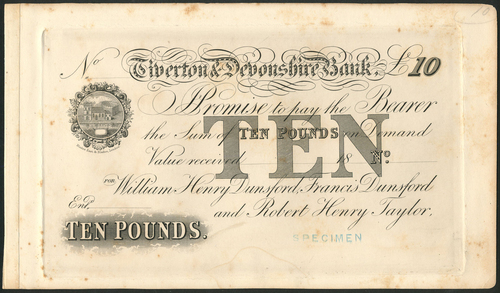 No Tiverton & Devonshire Bank. £10
I Promise to pay the Bearer
the Sum of TEN POUNDS on Demand
Value received 18 No.
TEN
FOR William Henry Dunsford, Francis Dunsford
Entd.
and Robert Henry Taylor.
TEN POUNDS.
SPECIMEN